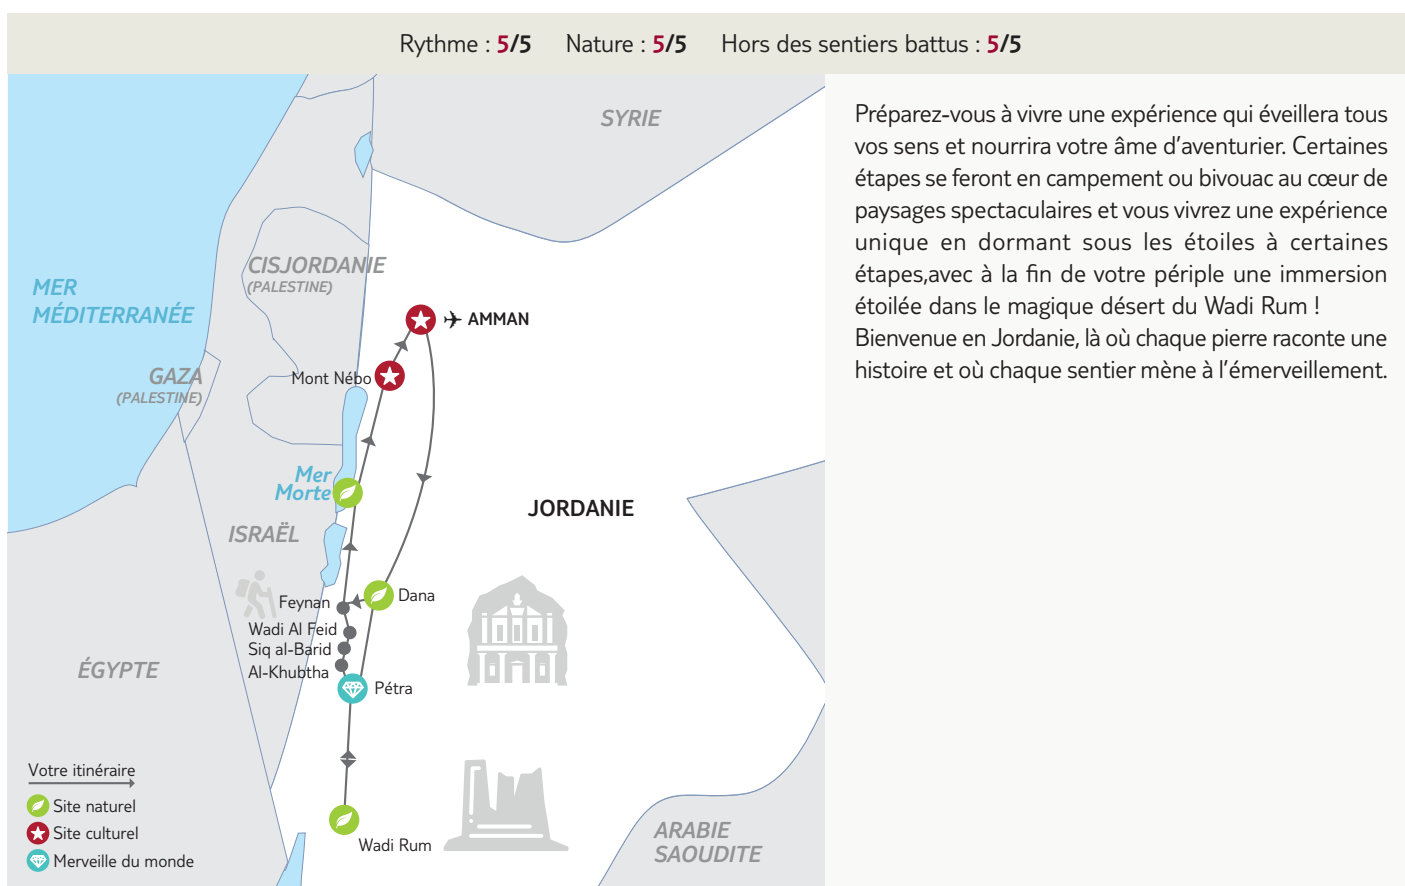 Rythme : 5/5 Nature : 5/5 Hors des sentiers battus : 5/5
SYRIE
CISJORDANIE
(PALESTINE)
MER
MÉDITERRANÉE
AMMAN
GAZA
(PALESTINE)
Mont Nébo
Mer
Morte
JORDANIE
ISRAËL
Feynan
Dana
Wadi Al Feid
Siq al-Barid
Al-Khubtha
ÉGYPTE
Pétra
Votre itinéraire
Site naturel
Site culturel
Merveille du monde
Wadi Rum
ARABIE
SAOUDITE
Préparez-vous à vivre une expérience qui éveillera tous
vos sens et nourrira votre âme d’aventurier. Certaines
étapes se feront en campement ou bivouac au cœur de
paysages spectaculaires et vous vivrez une expérience
unique en dormant sous les étoiles à certaines
étapes,avec à la fin de votre périple une immersion
étoilée dans le magique désert du Wadi Rum !
Bienvenue en Jordanie, là où chaque pierre raconte une
histoire et où chaque sentier mène à l’émerveillement.